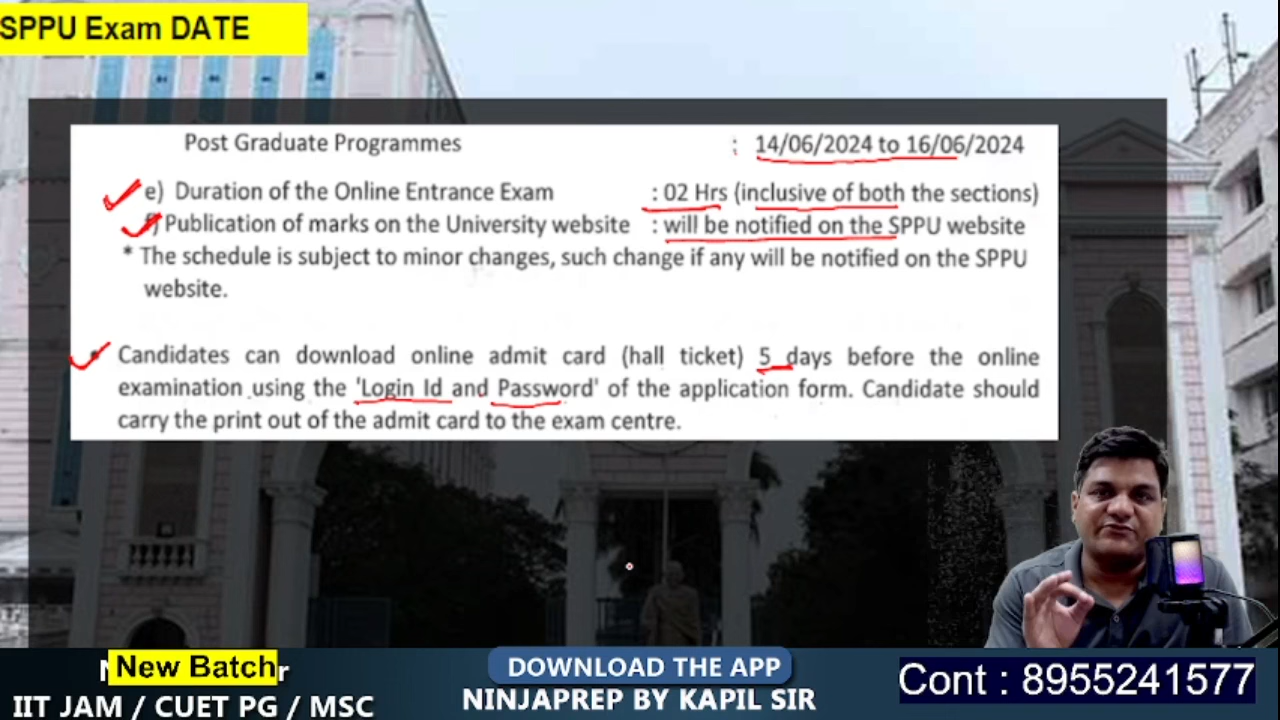 SPPU Exam DATE
Post Graduate Programmes : 14/06/2024 to 16/06/2024
e) Duration of the Online Entrance Exam : 02 Hrs (inclusive of both the sections)
f) Publication of marks on the University website : will be notified on the SPPU website
* The schedule is subject to minor changes, such change if any will be notified on the SPPU
website.
• Candidates can download online admit card (hall ticket) 5 days before the online
examination using the 'Login Id and Password' of the application form. Candidate should
carry the print out of the admit card to the exam centre.
New Batch
IIT JAM / CUET PG / MSC
DOWNLOAD THE APP
NINJAPREP BY KAPIL SIR
Cont : 8955241577